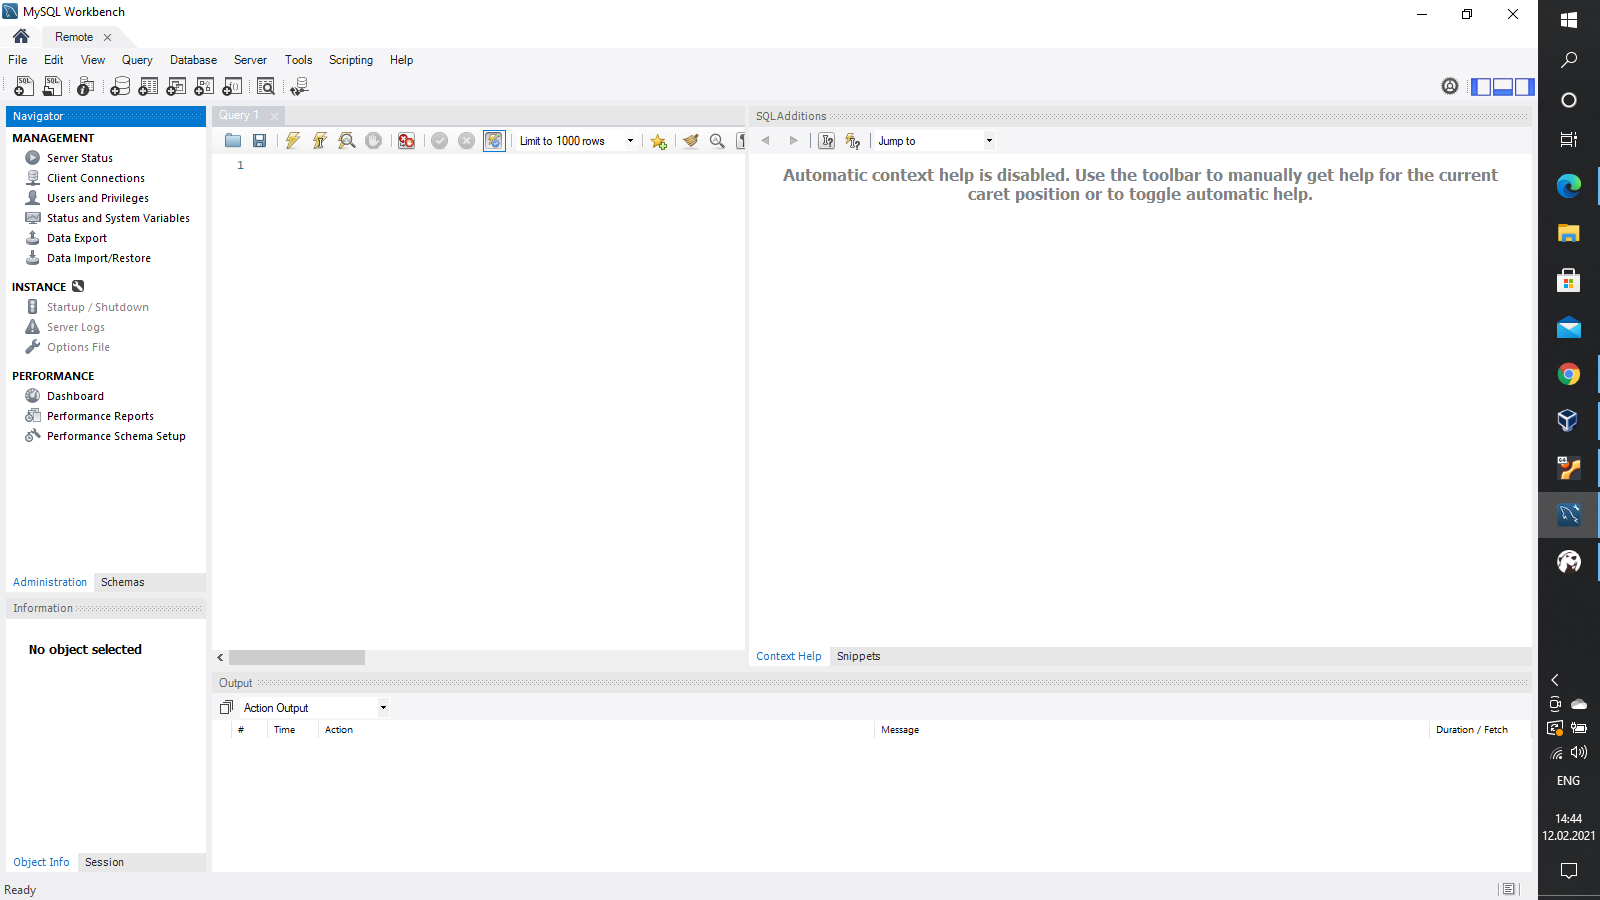 MySQL Workbench
Remote
File Edit View Query Database Server Tools Scripting Help
Navigator
MANAGEMENT
Server Status
Client Connections
Users and Privileges
Status and System Variables
Data Export
Data Import/Restore
INSTANCE
Startup / Shutdown
Server Logs
Options File
PERFORMANCE
Dashboard
Performance Reports
Performance Schema Setup
Administration Schemas
Information
No object selected
Object Info Session
Query 1
Limit to 1000 rows
1
SQLAdditions
Jump to
Automatic context help is disabled. Use the toolbar to manually get help for the current
caret position or to toggle automatic help.
Context Help Snippets
Output
Action Output
# Time Action Message Duration / Fetch
Ready
ENG
14:44
12.02.2021